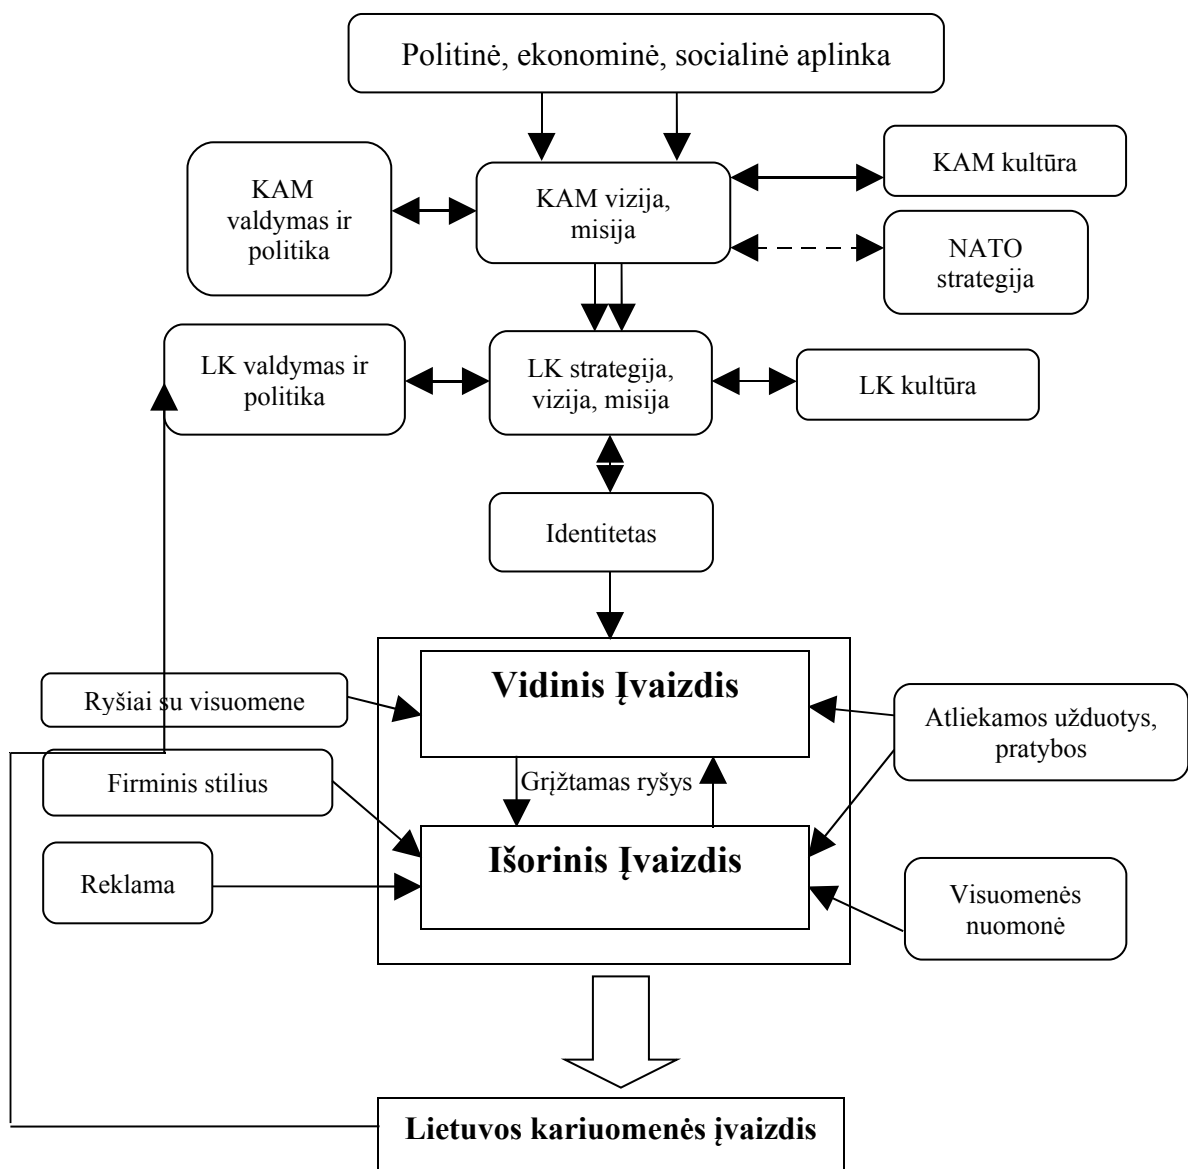 Politinė, ekonominė, socialinė aplinka
KAM
valdymas ir
politika
KAM vizija,
misija
KAM kultūra
NATO
strategija
LK valdymas ir
politika
LK strategija,
vizija, misija
LK kultūra
Identitetas
Vidinis Įvaizdis
Ryšiai su visuomene
Atliekamos užduotys,
pratybos
Firminis stilius
Grįžtamas ryšys
Išorinis Įvaizdis
Reklama
Visuomenės
nuomonė
Lietuvos kariuomenės įvaizdis